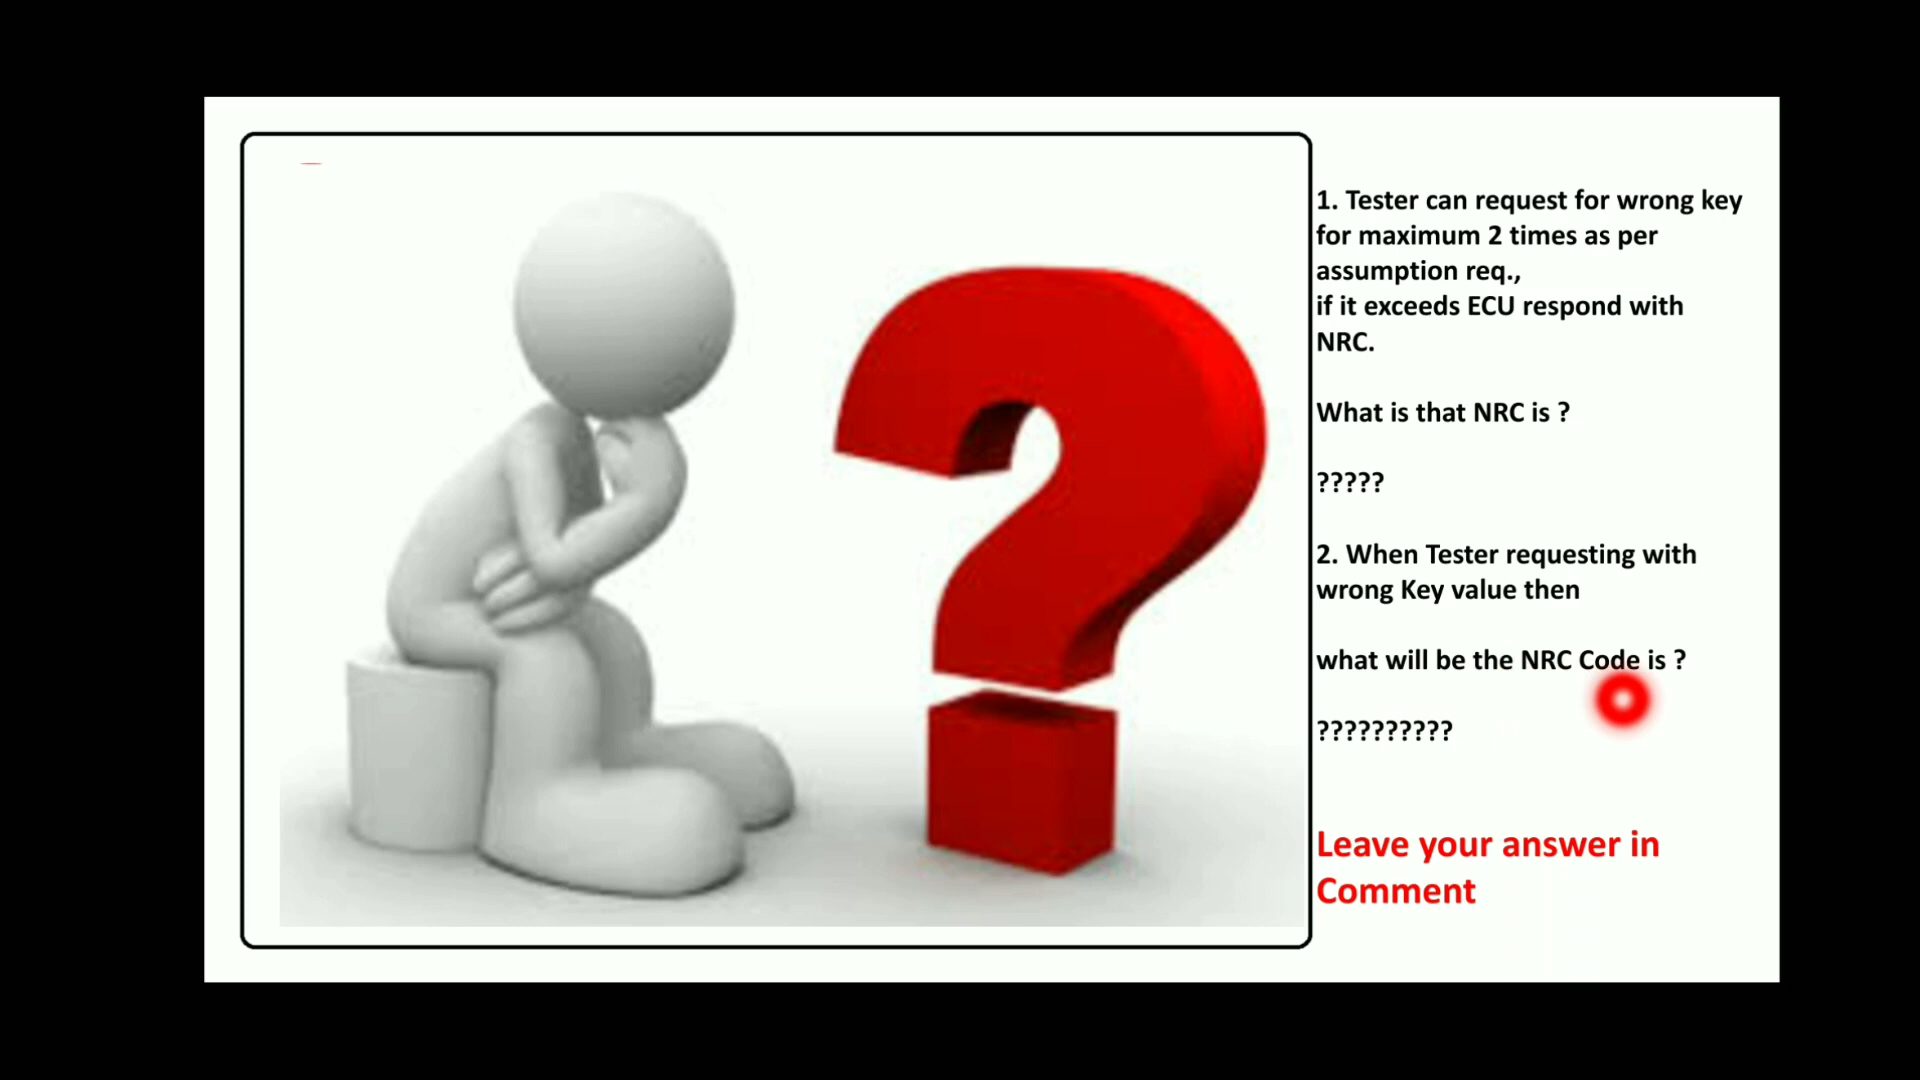 1. Tester can request for wrong key
for maximum 2 times as per
assumption req.,
if it exceeds ECU respond with
NRC.
What is that NRC is ?
?????
2. When Tester requesting with
wrong Key value then
what will be the NRC Code is ?
??????????
Leave your answer in
Comment